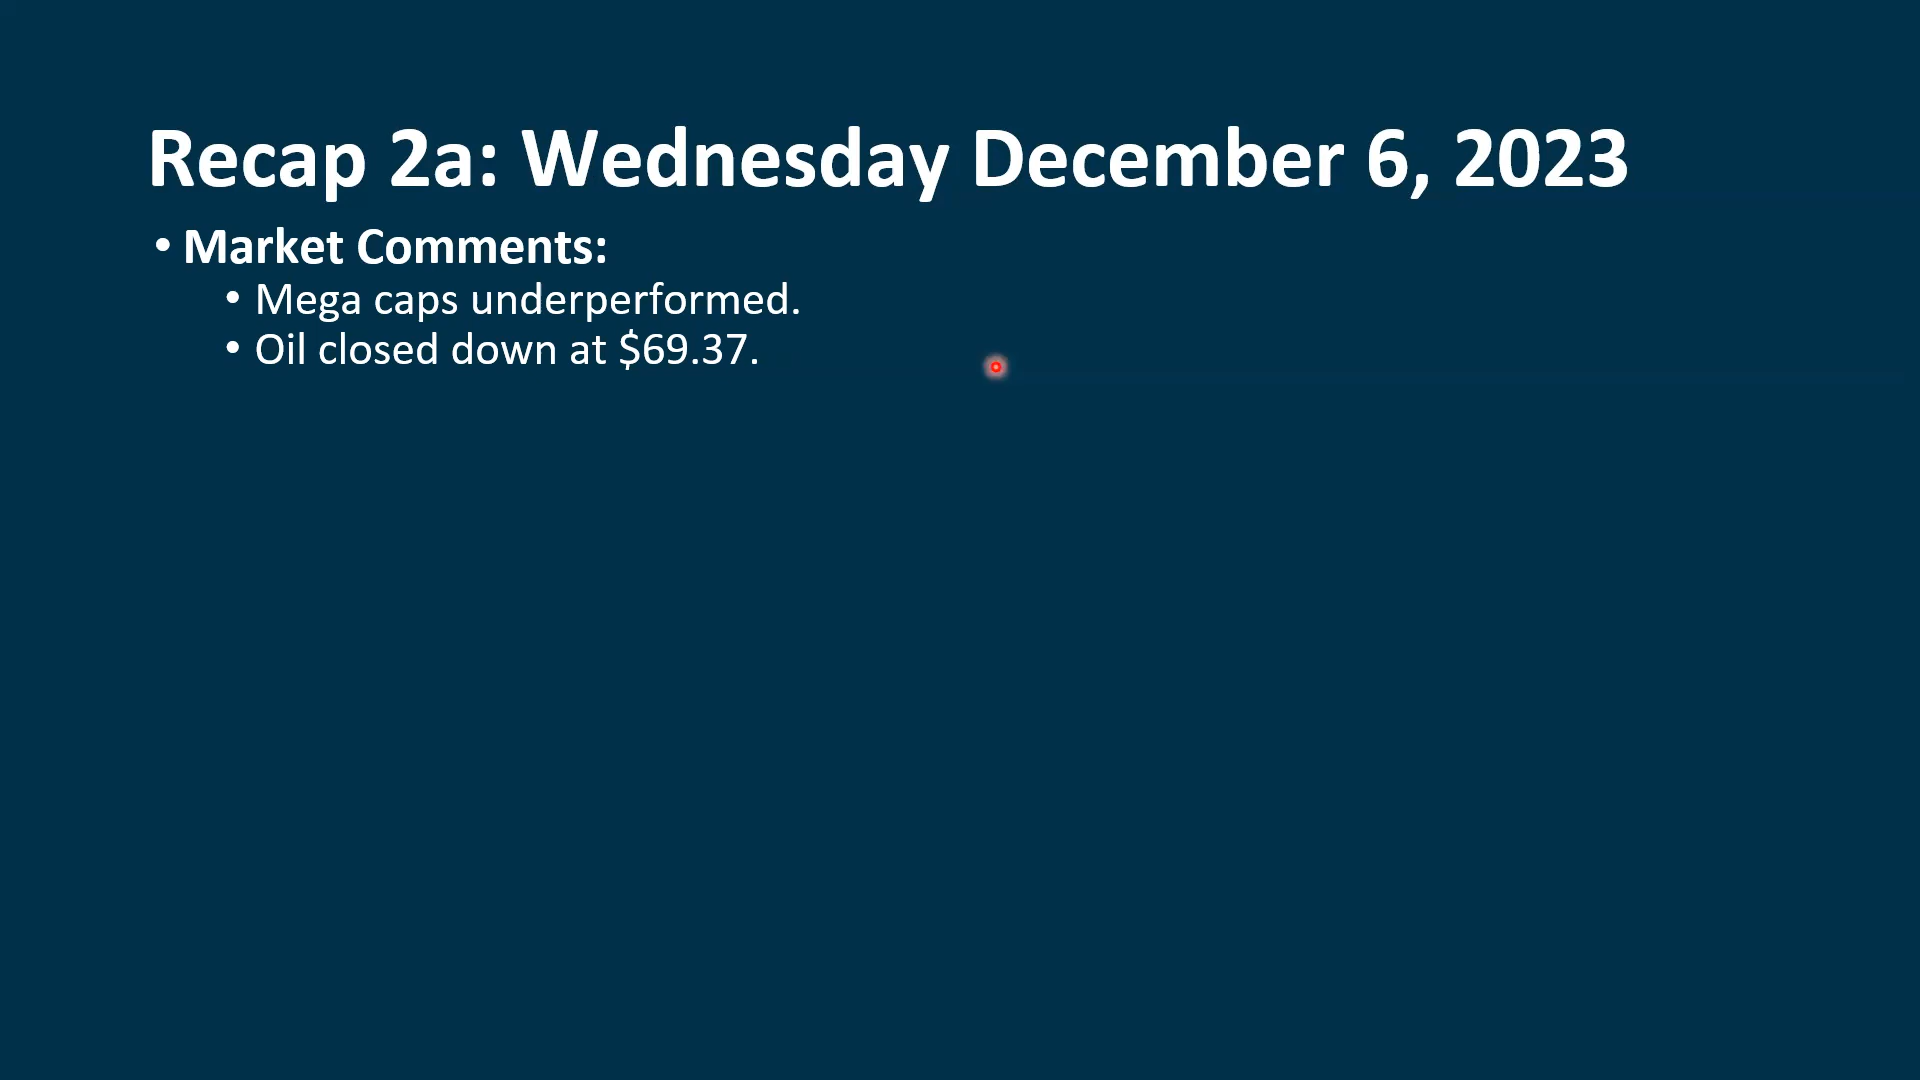 Recap 2a: Wednesday December 6, 2023
• Market Comments:
• Mega caps underperformed.
• Oil closed down at $69.37.